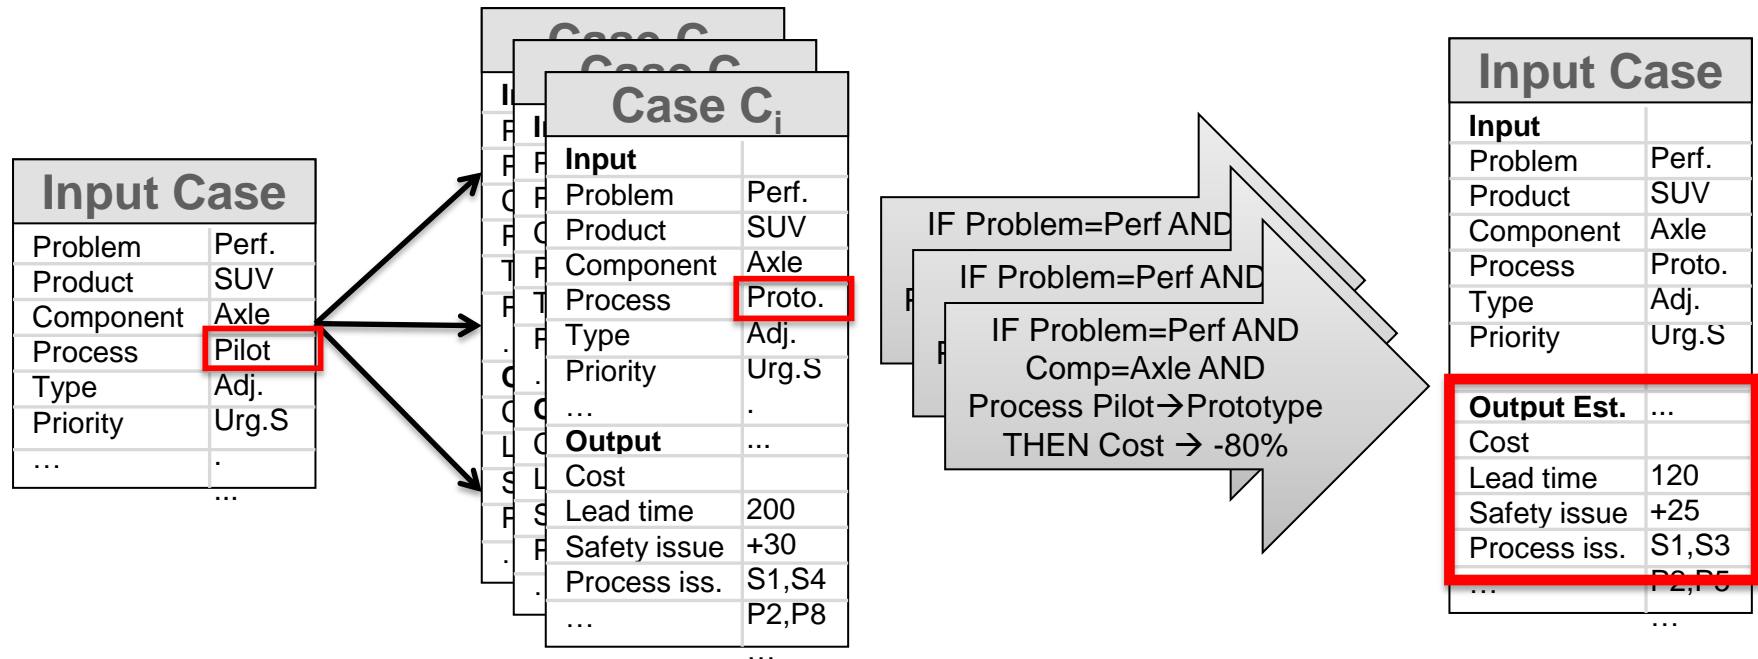 Input Case
Problem Perf.
Product SUV
Component Axle
Process Pilot
Type Adj.
Priority Urg.S
… .
...
Case C
Case C
Case Ci
Input
Problem Perf.
Product SUV
Component Axle
Process Proto.
Type Adj.
Priority Urg.S
… .
Output ...
Cost
Lead time 200
Safety issue +30
Process iss. S1,S4
… P2,P8
...
IF Problem=Perf AND
IF Problem=Perf AND
IF Problem=Perf AND
Comp=Axle AND
Process Pilot→Prototype
THEN Cost → -80%
Input Case
Input
Problem Perf.
Product SUV
Component Axle
Process Proto.
Type Adj.
Priority Urg.S
Output Est. ...
Cost
Lead time 120
Safety issue +25
Process iss. S1,S3
… P2,P5
…